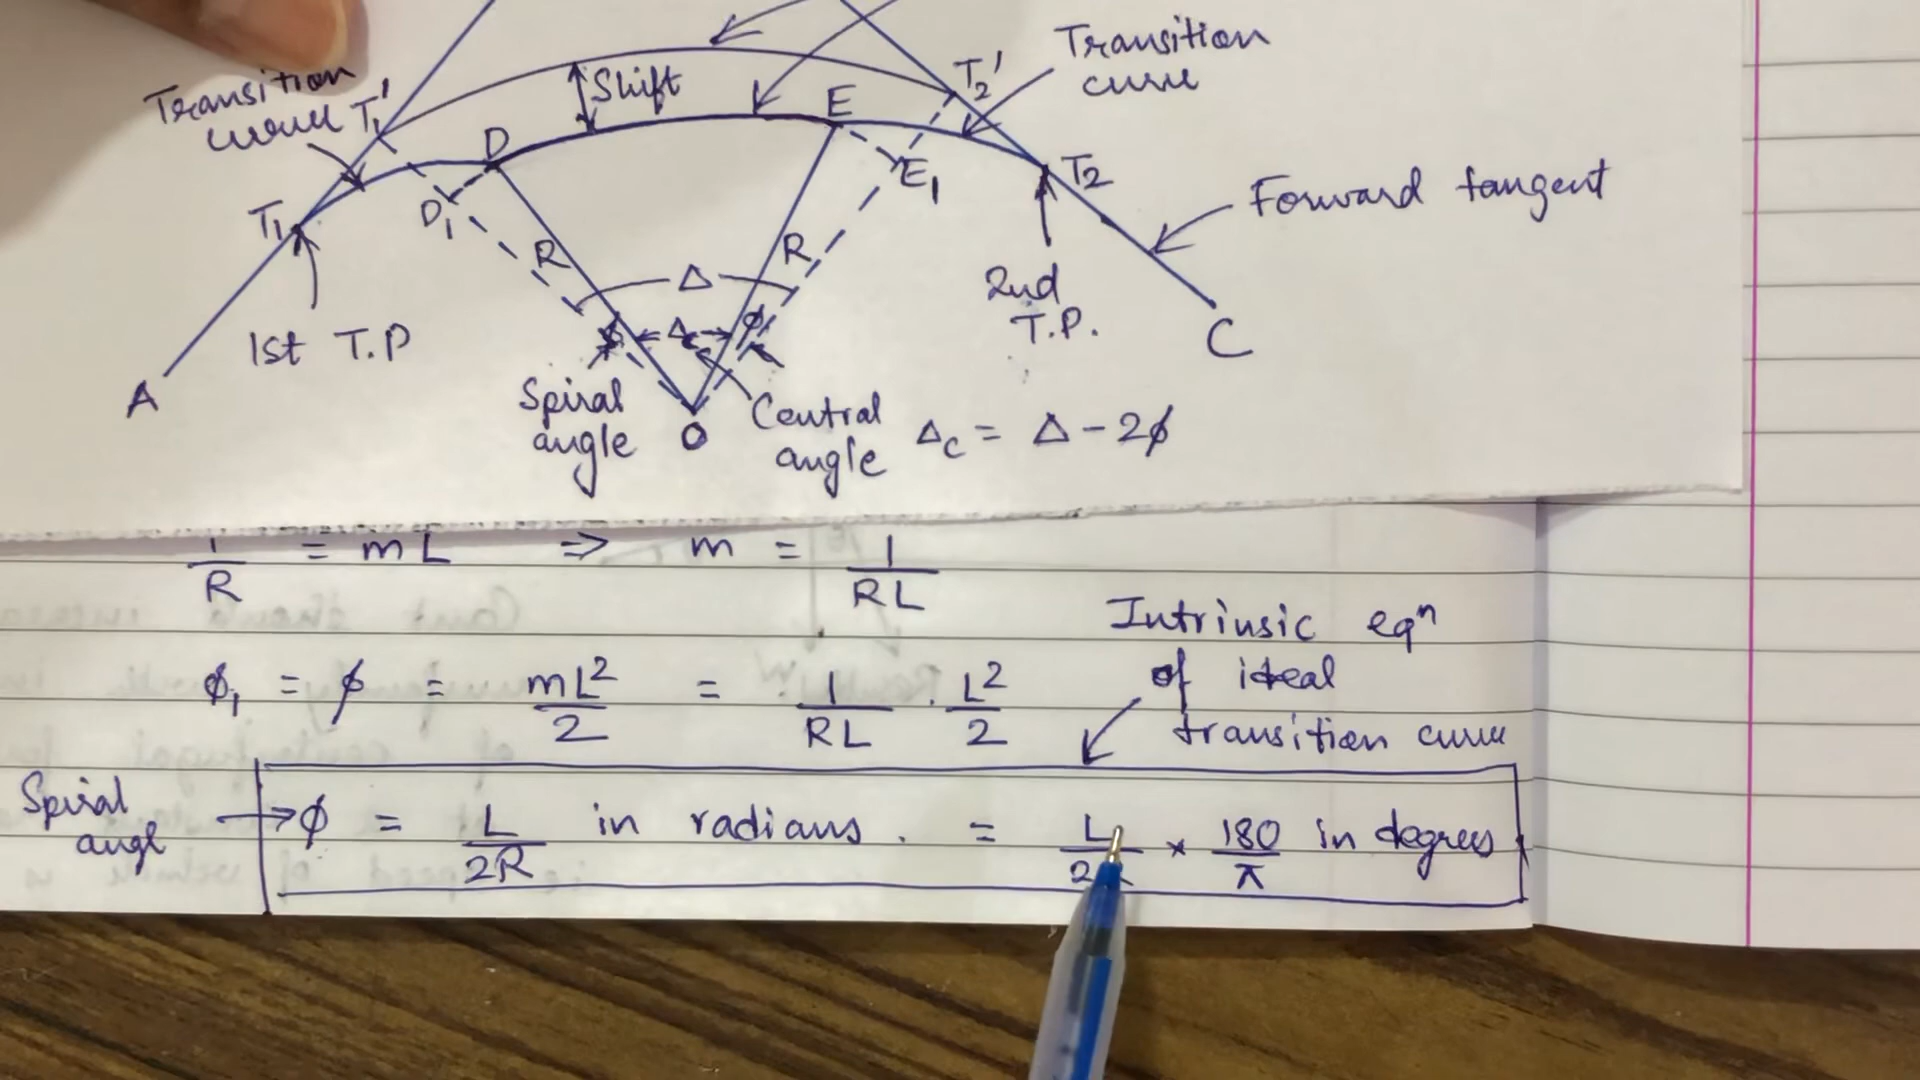 Transition
curve
T1'
Shift
T2'
Transition
curve
D
E
T1
D1
E1
T2
Forward tangent
R
R
Δ
ϕ
Δc
ϕ
1st T.P
2nd
T.P.
C
A
Spiral
angle
O
Central
angle
Δc = Δ - 2ϕ
1/R = mL ⇒ m = 1/RL
Intrinsic eqn
of ideal
transition curve
ϕ1 = ϕ = mL²/2 = 1/RL . L²/2
Spiral
angl
→ ϕ = L/2R in radians . = L/2R × 180/π in degrees